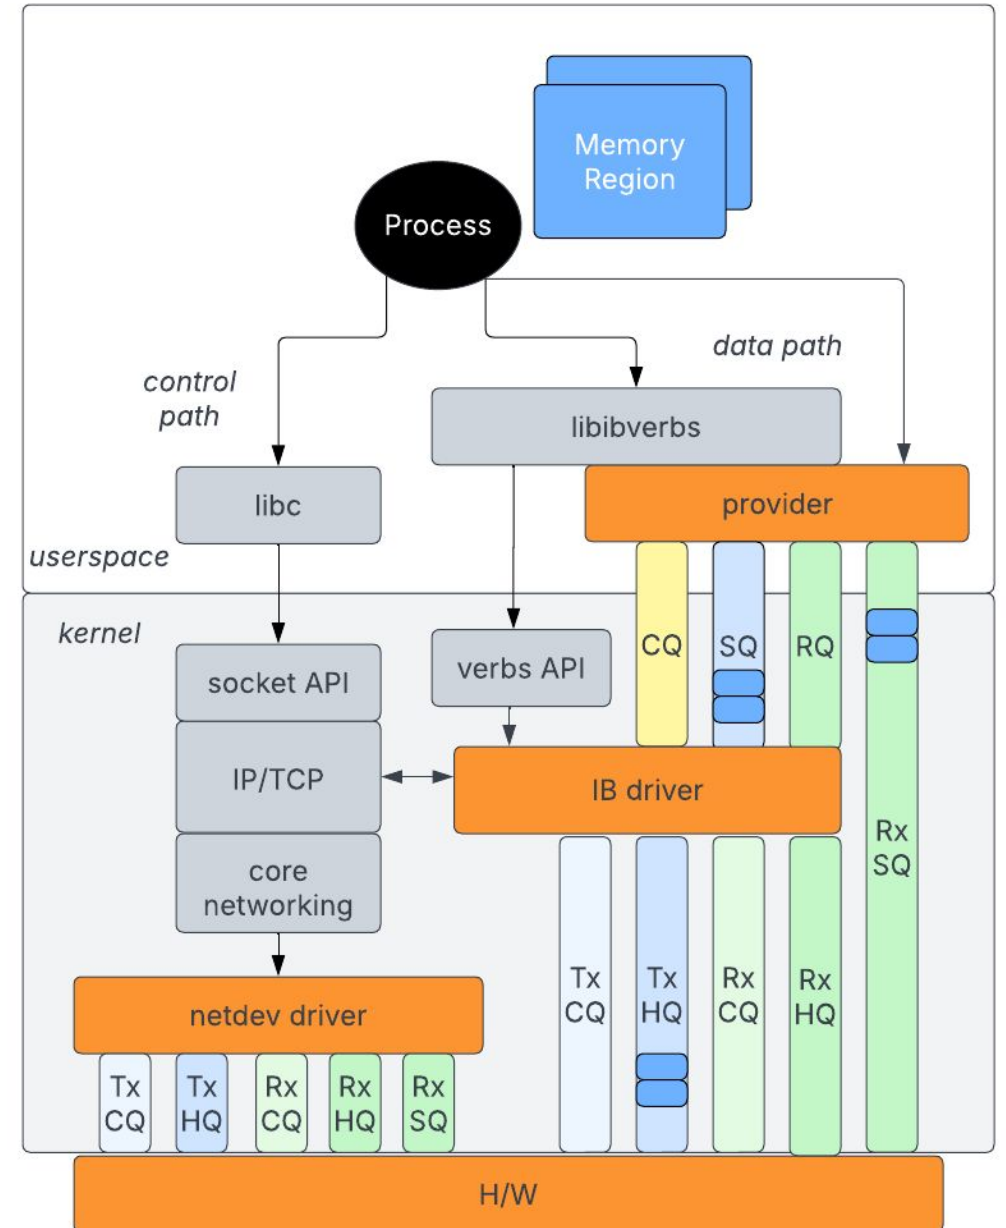 Memory
Region
Process
data path
control
path
libibverbs
libc
provider
userspace
kernel
CQ
SQ
RQ
socket API
verbs API
IP/TCP
IB driver
Rx
SQ
core
networking
Tx
CQ
Tx
HQ
Rx
CQ
Rx
HQ
netdev driver
Tx
CQ
Tx
HQ
Rx
CQ
Rx
HQ
Rx
SQ
H/W